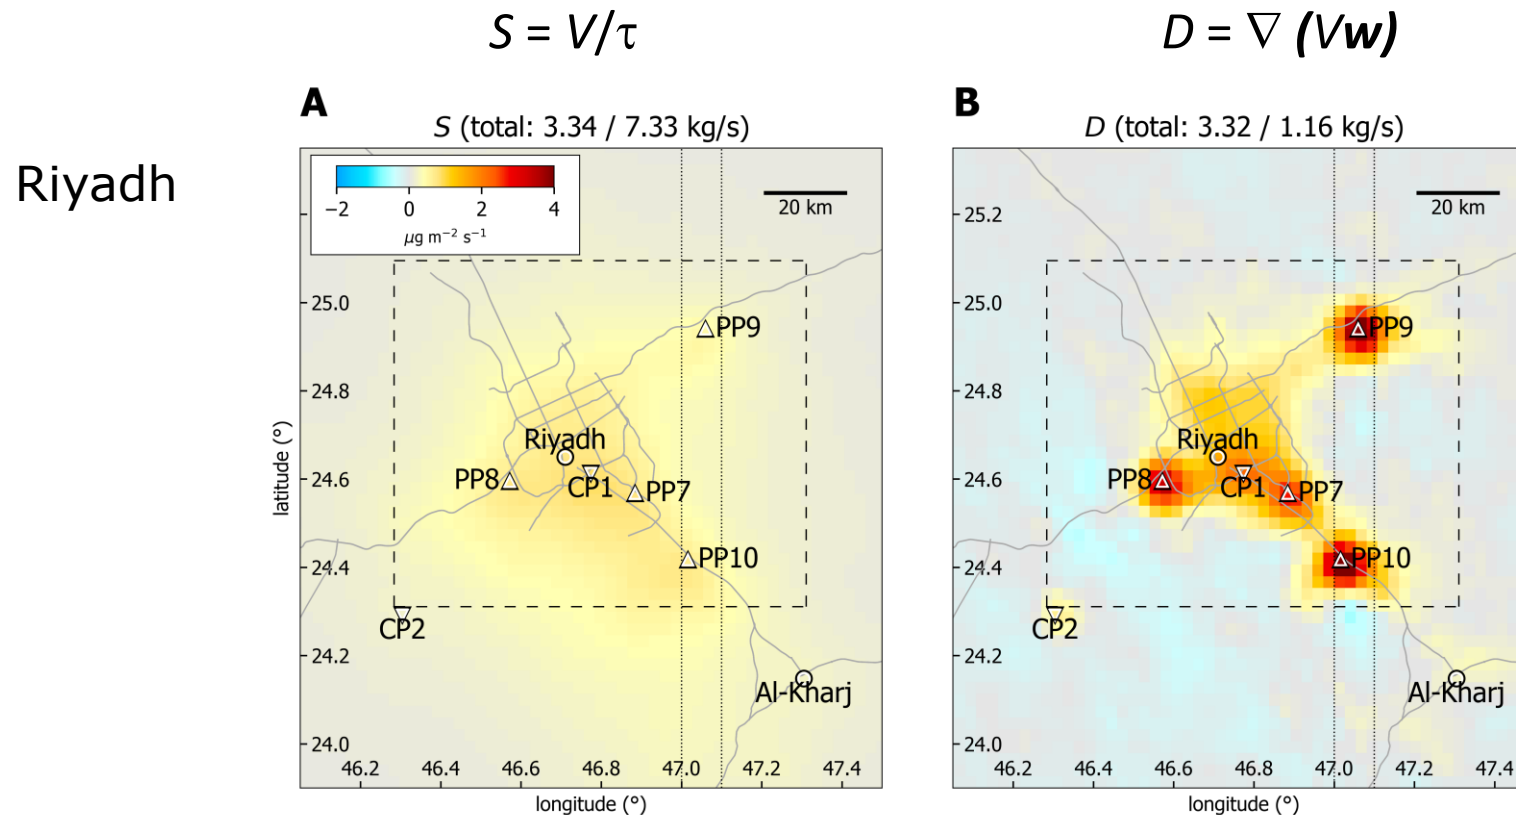 S = V/τ
D = ∇ (Vw)
Riyadh
A
S (total: 3.34 / 7.33 kg/s)
−2 0 2 4
μg m⁻² s⁻¹
20 km
25.0
24.8
24.6
24.4
24.2
24.0
latitude (°)
PP9
Riyadh
PP8
CP1
PP7
PP10
CP2
Al-Kharj
46.2 46.4 46.6 46.8 47.0 47.2 47.4
longitude (°)
B
D (total: 3.32 / 1.16 kg/s)
20 km
25.2
25.0
24.8
24.6
24.4
24.2
24.0
PP9
Riyadh
PP8
CP1
PP7
PP10
CP2
Al-Kharj
46.2 46.4 46.6 46.8 47.0 47.2 47.4
longitude (°)